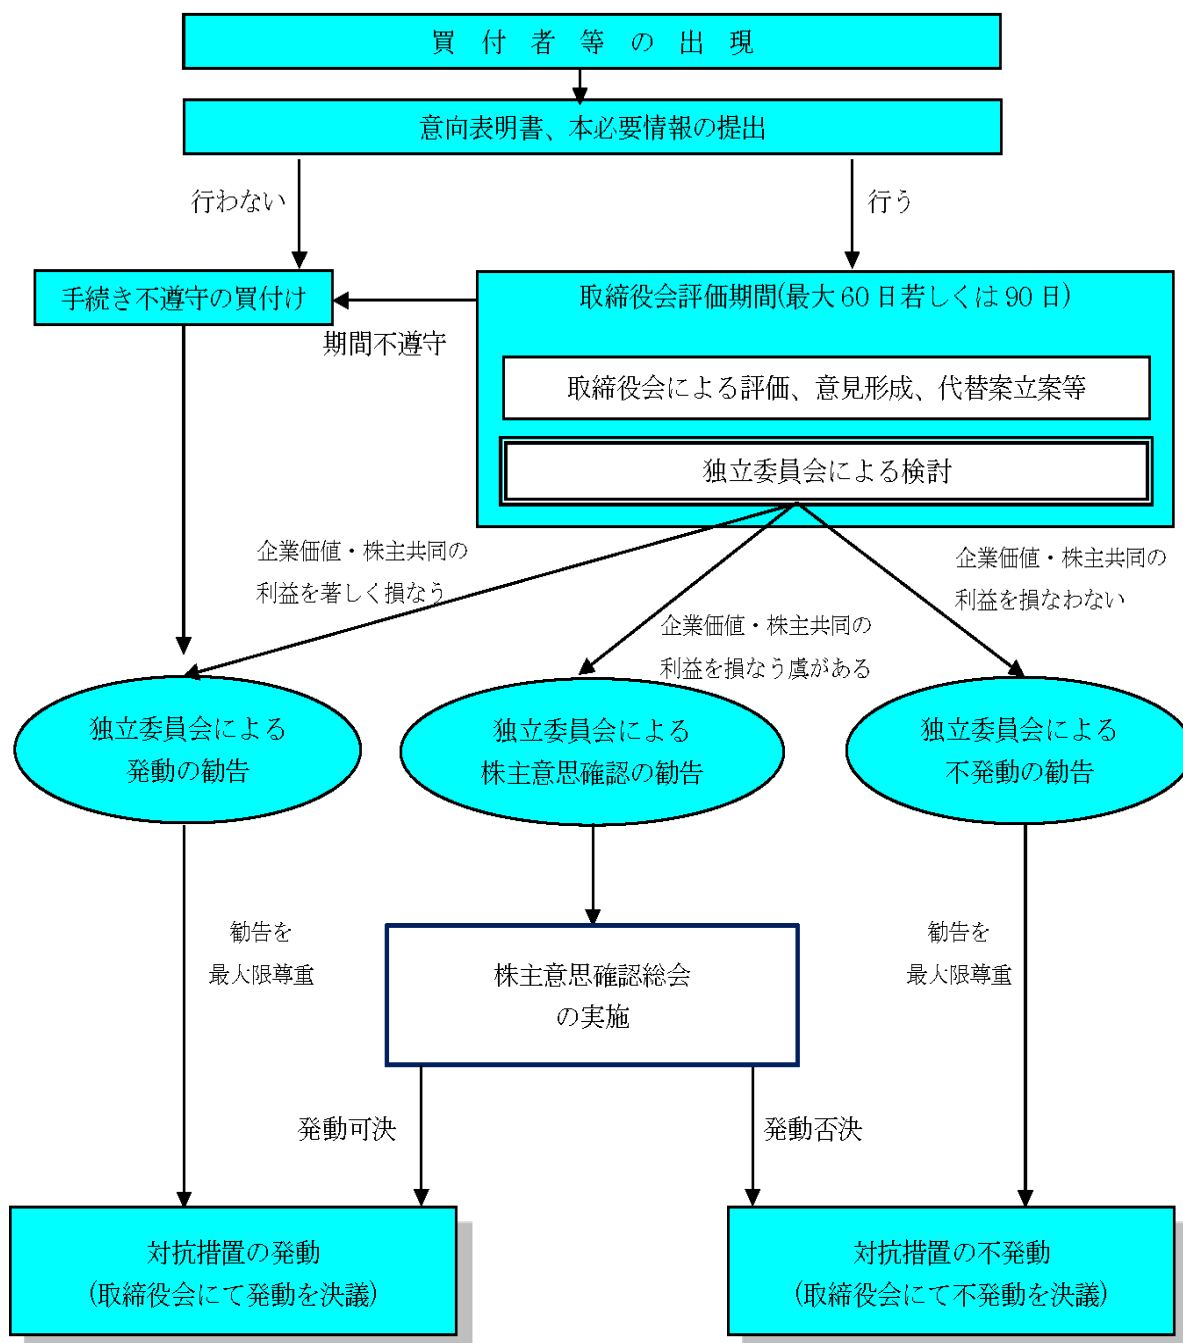 買付者等の出現
意向表明書、本必要情報の提出
行わない
行う
手続き不遵守の買付け
取締役会評価期間(最大60日若しくは90日)
期間不遵守
取締役会による評価、意見形成、代替案立案等
独立委員会による検討
企業価値・株主共同の
利益を著しく損なう
企業価値・株主共同の
利益を損なう虞がある
企業価値・株主共同の
利益を損なわない
独立委員会による
発動の勧告
独立委員会による
株主意思確認の勧告
独立委員会による
不発動の勧告
勧告を
最大限尊重
株主意思確認総会
の実施
勧告を
最大限尊重
発動可決
発動否決
対抗措置の発動
(取締役会にて発動を決議)
対抗措置の不発動
(取締役会にて不発動を決議)